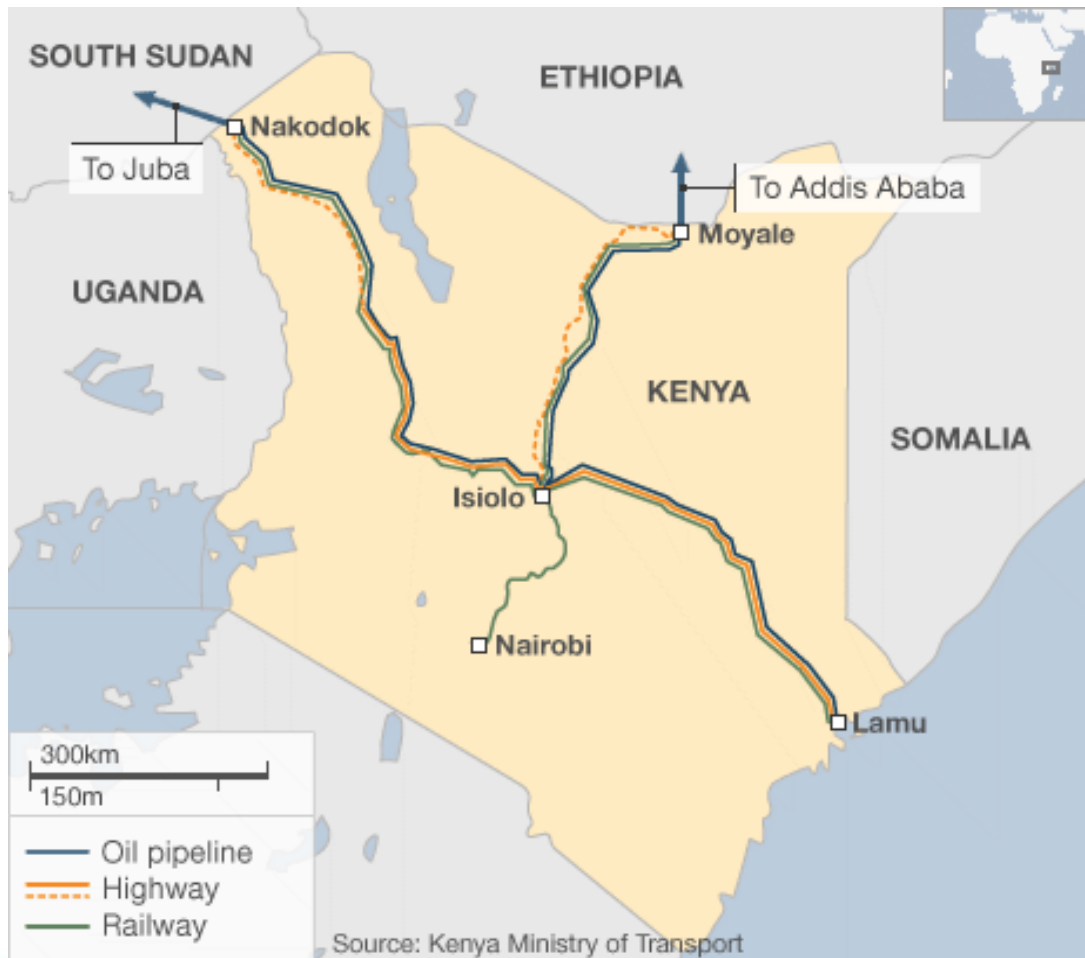 SOUTH SUDAN
ETHIOPIA
Nakodok
To Juba
To Addis Ababa
Moyale
UGANDA
KENYA
SOMALIA
Isiolo
Nairobi
Lamu
300km
150m
Oil pipeline
Highway
Railway
Source: Kenya Ministry of Transport